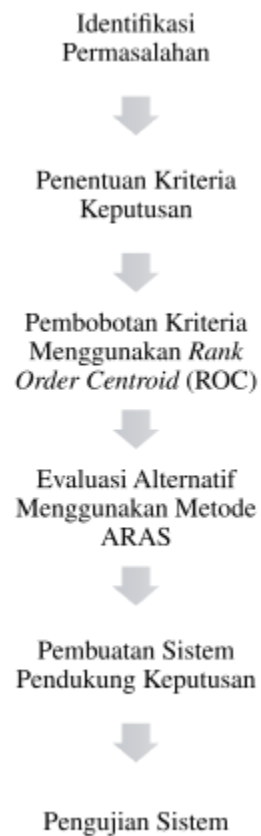 Identifikasi
Permasalahan
Penentuan Kriteria
Keputusan
Pembobotan Kriteria
Menggunakan Rank
Order Centroid (ROC)
Evaluasi Alternatif
Menggunakan Metode
ARAS
Pembuatan Sistem
Pendukung Keputusan
Pengujian Sistem